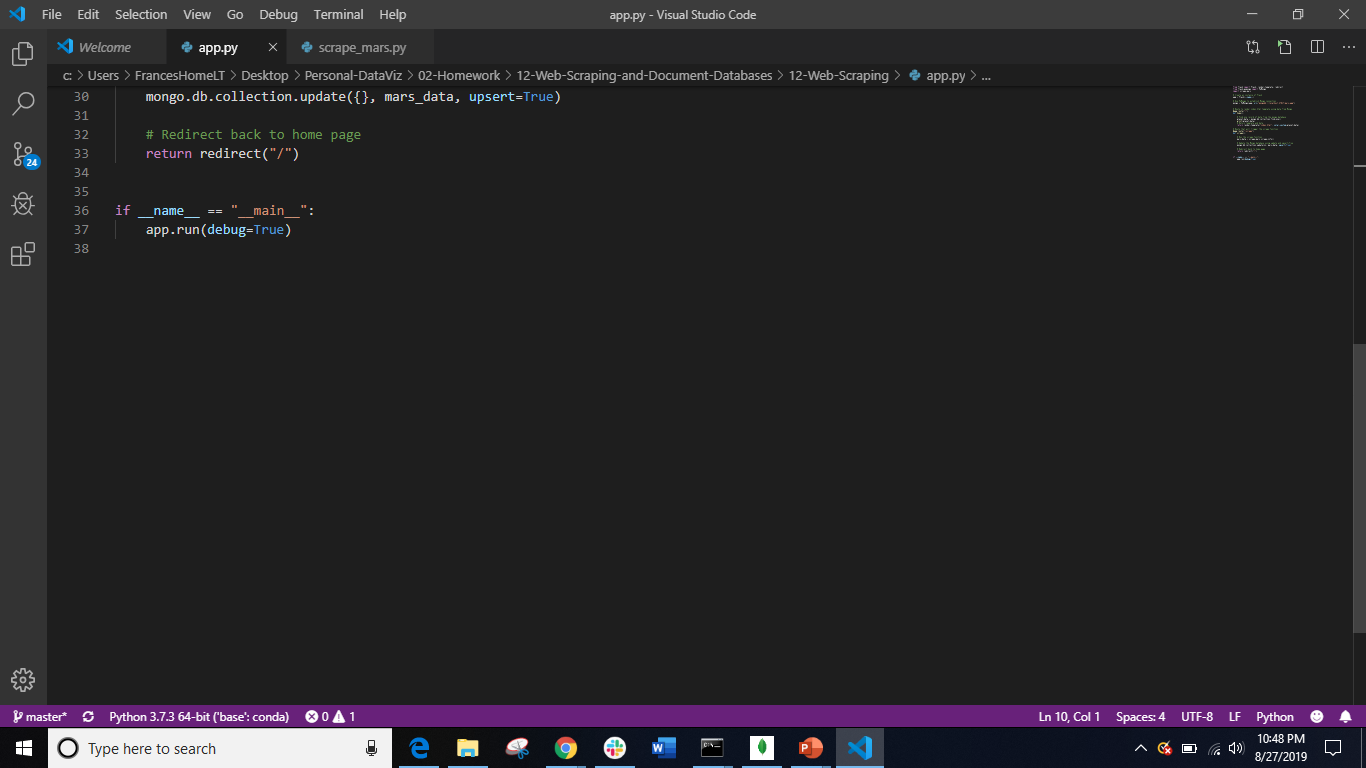 File Edit Selection View Go Debug Terminal Help app.py - Visual Studio Code
Welcome app.py scrape_mars.py
c: > Users > FrancesHomeLT > Desktop > Personal-DataViz > 02-Homework > 12-Web-Scraping-and-Document-Databases > 12-Web-Scraping > app.py > ...
30 mongo.db.collection.update({}, mars_data, upsert=True)
31
32 # Redirect back to home page
33 return redirect("/")
34
35
36 if __name__ == "__main__":
37 app.run(debug=True)
38
24
master* Python 3.7.3 64-bit ('base': conda) 0 1 Ln 10, Col 1 Spaces: 4 UTF-8 LF Python
Type here to search
10:48 PM
8/27/2019